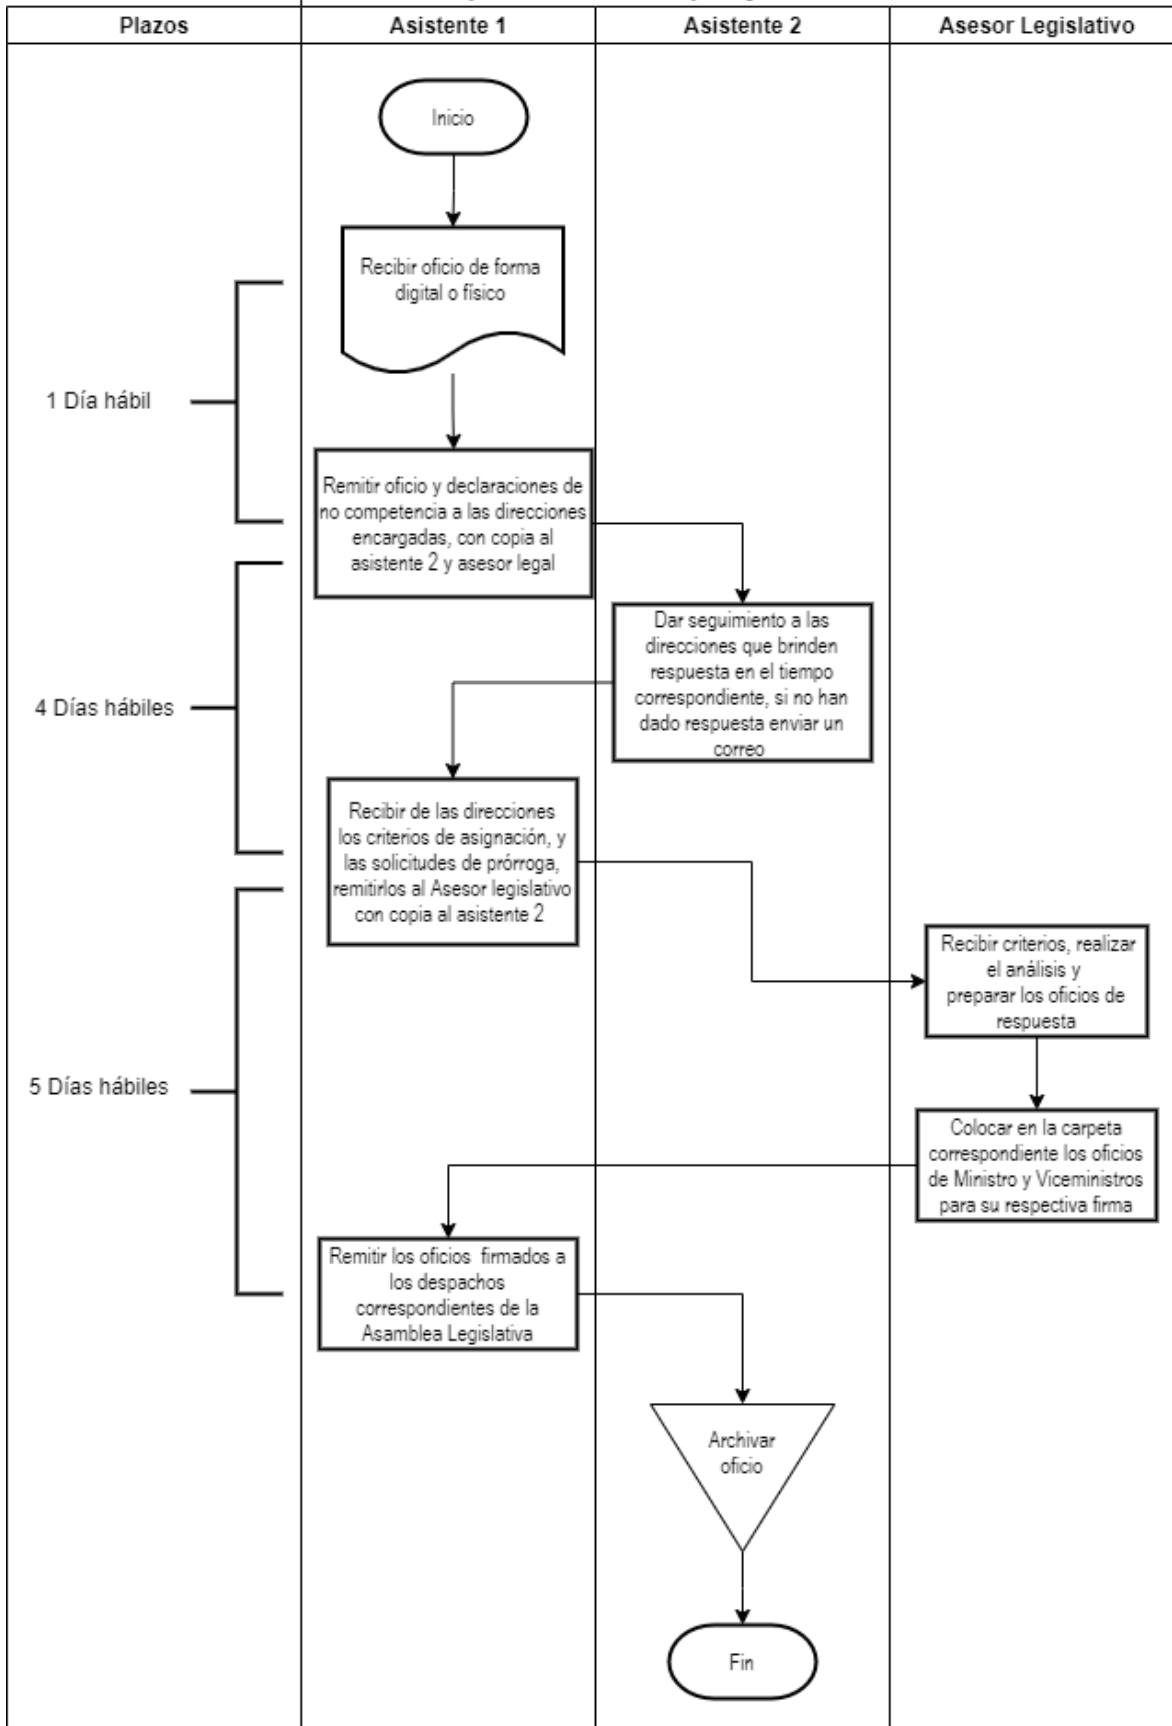 Plazos
Asistente 1
Asistente 2
Asesor Legislativo
Inicio
Recibir oficio de forma
digital o físico
1 Día hábil
Remitir oficio y declaraciones de
no competencia a las direcciones
encargadas, con copia al
asistente 2 y asesor legal
Dar seguimiento a las
direcciones que brinden
respuesta en el tiempo
correspondiente, si no han
dado respuesta enviar un
correo
4 Días hábiles
Recibir de las direcciones
los criterios de asignación, y
las solicitudes de prórroga,
remitirlos al Asesor legislativo
con copia al asistente 2
Recibir criterios, realizar
el análisis y
preparar los oficios de
respuesta
5 Días hábiles
Colocar en la carpeta
correspondiente los oficios
de Ministro y Viceministros
para su respectiva firma
Remitir los oficios firmados a
los despachos
correspondientes de la
Asamblea Legislativa
Archivar
oficio
Fin